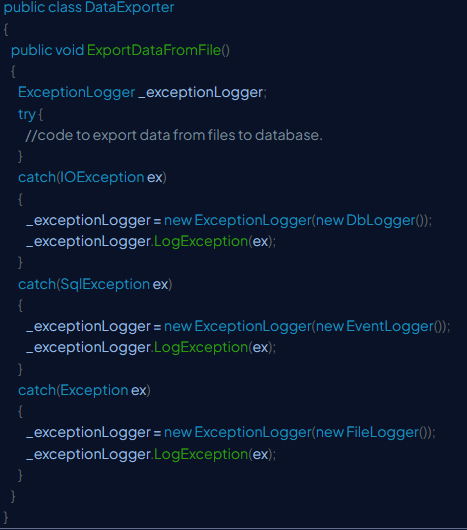 public class DataExporter
{
public void ExportDataFromFile()
{
ExceptionLogger _exceptionLogger;
try {
//code to export data from files to database.
}
catch(IOException ex)
{
_exceptionLogger = new ExceptionLogger(new DbLogger());
_exceptionLogger.LogException(ex);
}
catch(SqlException ex)
{
_exceptionLogger = new ExceptionLogger(new EventLogger());
_exceptionLogger.LogException(ex);
}
catch(Exception ex)
{
_exceptionLogger = new ExceptionLogger(new FileLogger());
_exceptionLogger.LogException(ex);
}
}
}